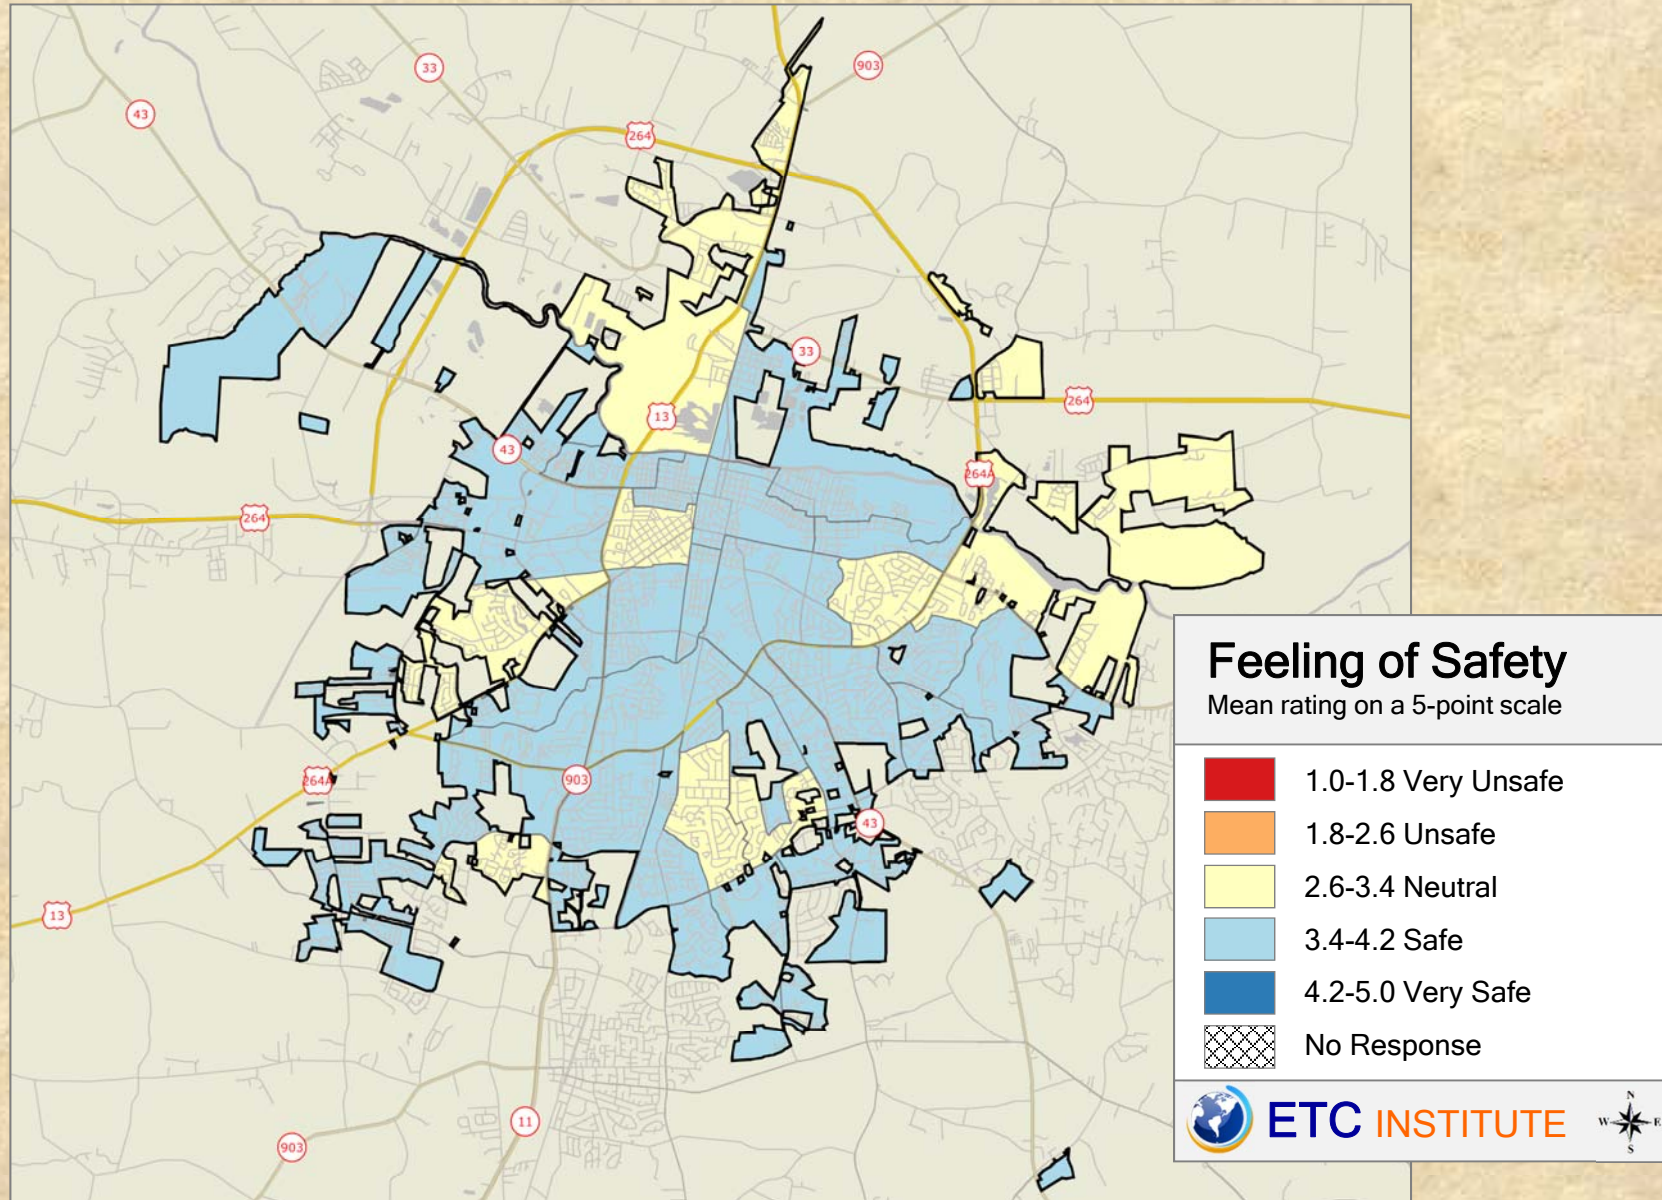 33
903
43
264
33
13
264
43
264A
264
903
264A
43
13
11
903
Feeling of Safety
Mean rating on a 5-point scale
1.0-1.8 Very Unsafe
1.8-2.6 Unsafe
2.6-3.4 Neutral
3.4-4.2 Safe
4.2-5.0 Very Safe
No Response
ETC INSTITUTE
N
W E
S